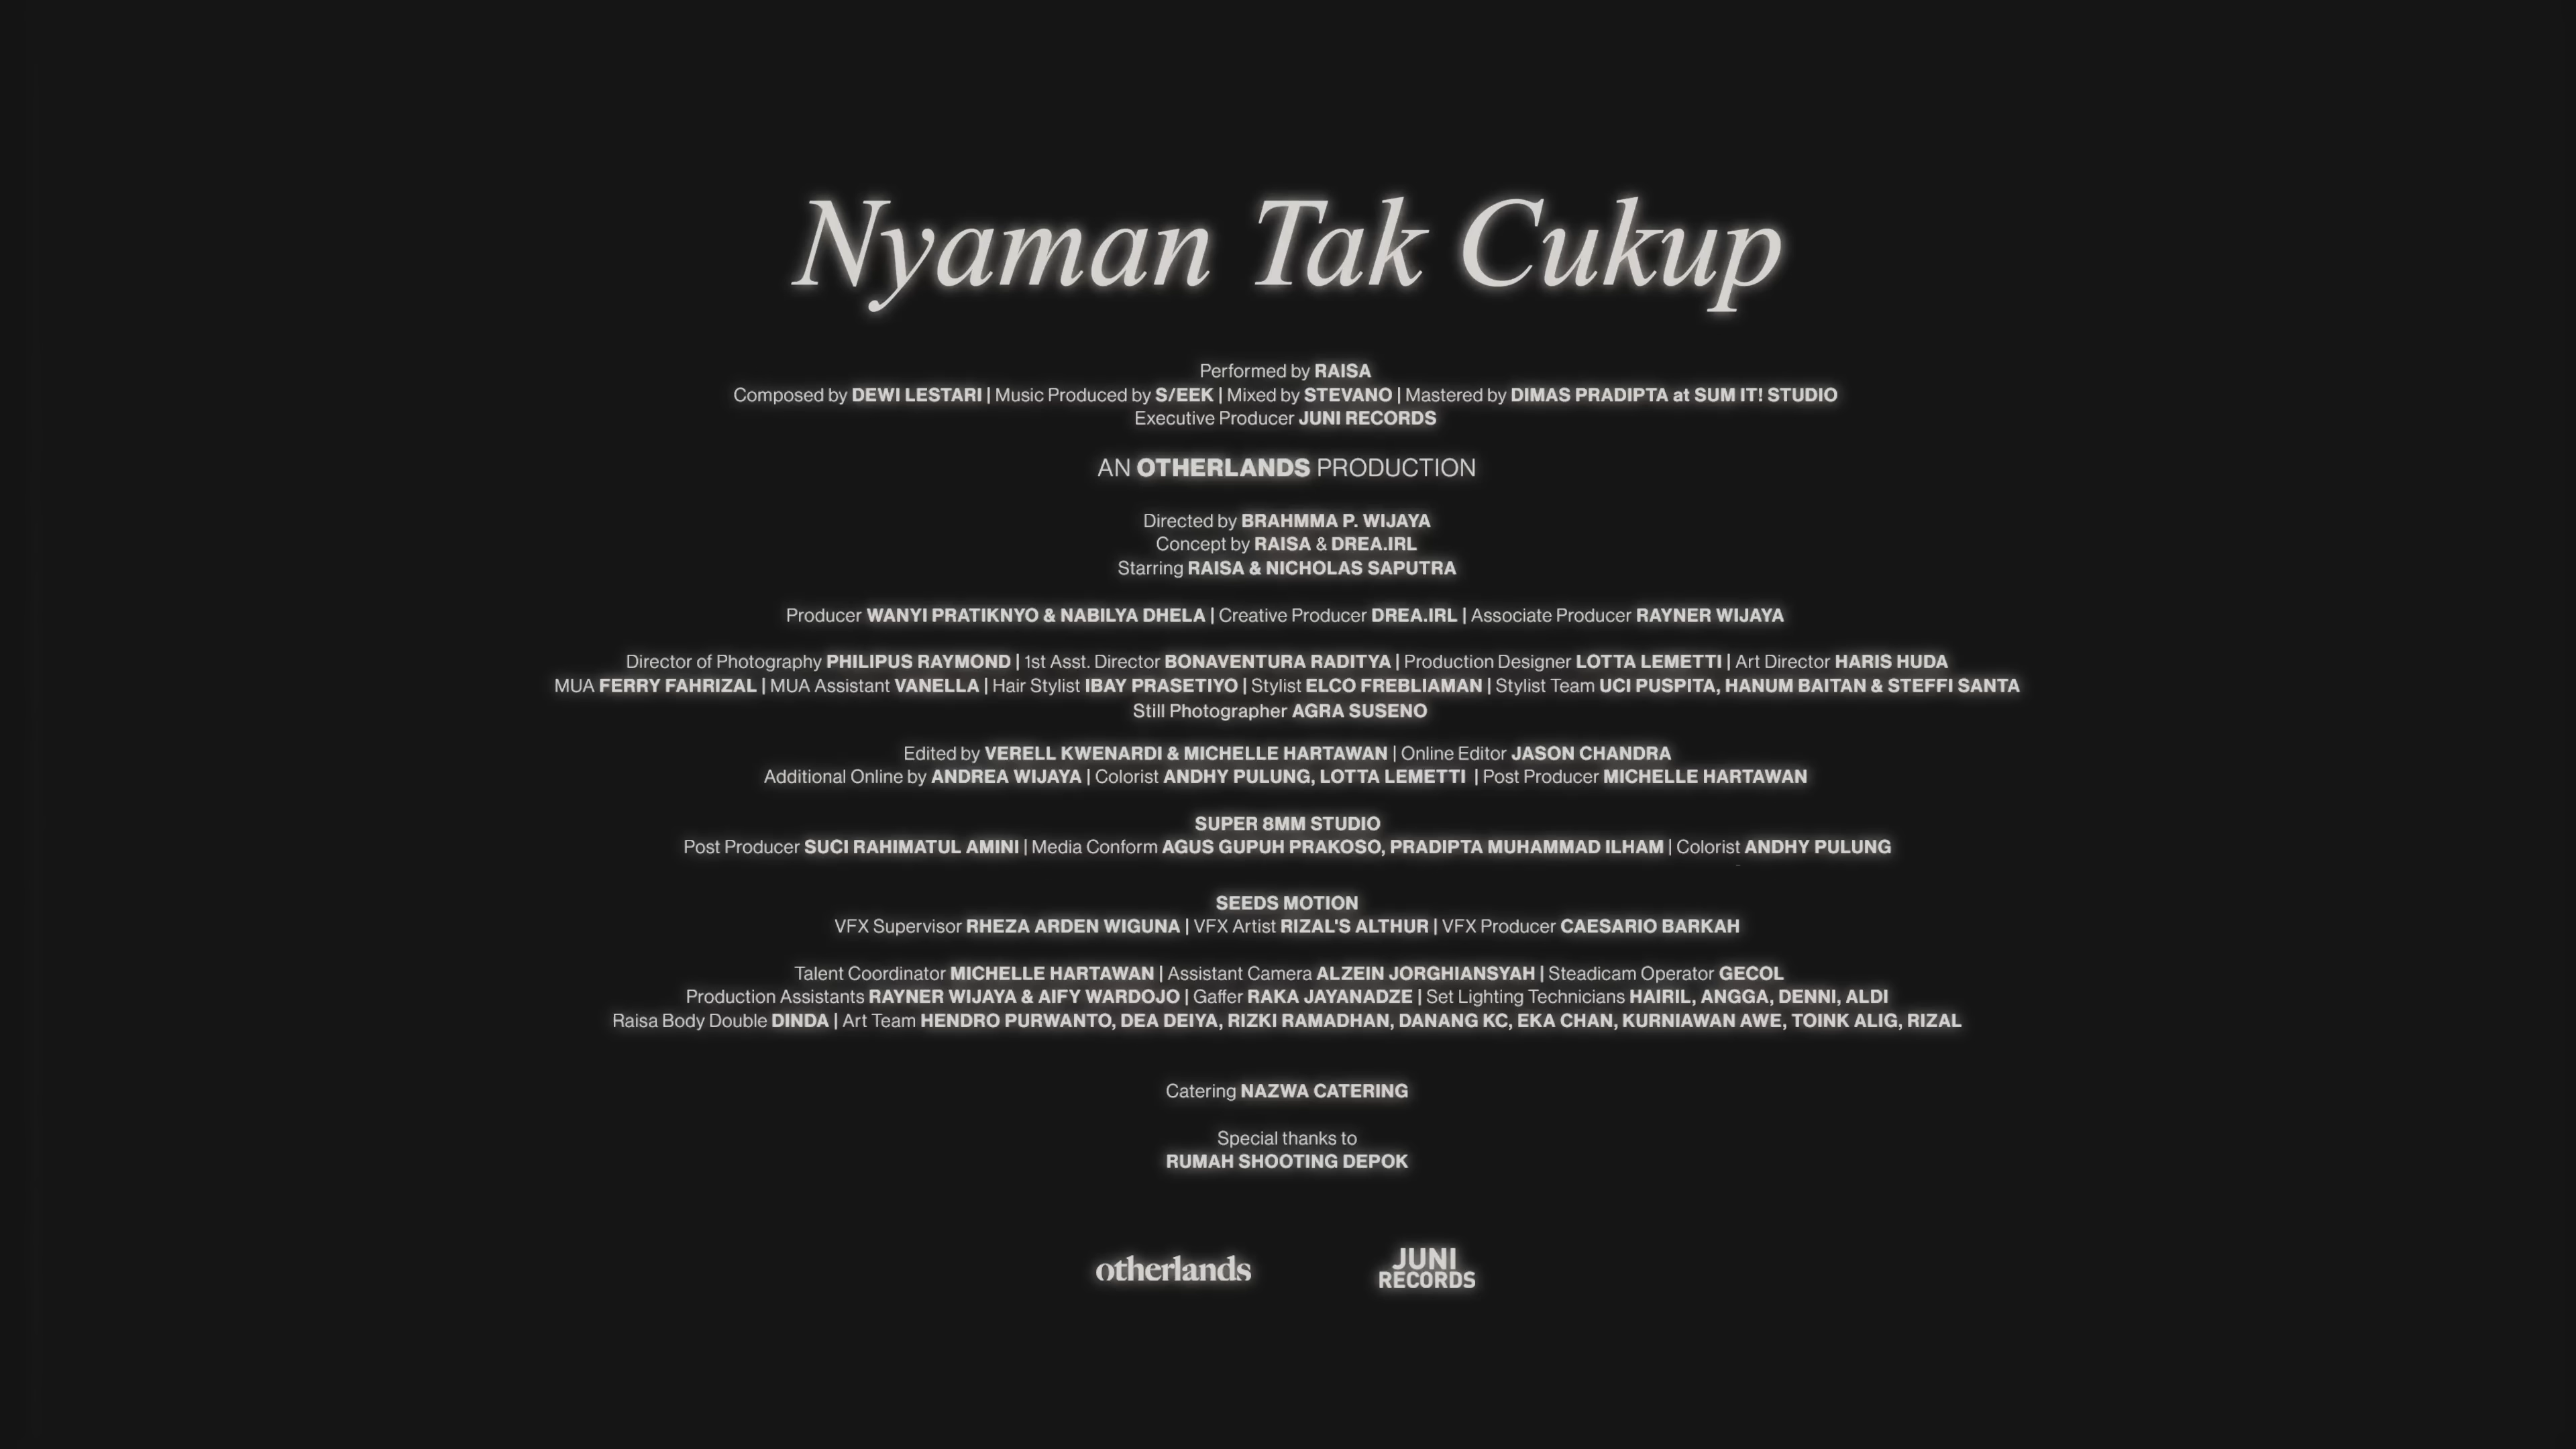 Nyaman Tak Cukup
Performed by RAISA
Composed by DEWI LESTARI | Music Produced by S/EEK | Mixed by STEVANO | Mastered by DIMAS PRADIPTA at SUM IT! STUDIO
Executive Producer JUNI RECORDS
AN OTHERLANDS PRODUCTION
Directed by BRAHMMA P. WIJAYA
Concept by RAISA & DREA.IRL
Starring RAISA & NICHOLAS SAPUTRA
Producer WANYI PRATIKNYO & NABILYA DHELA | Creative Producer DREA.IRL | Associate Producer RAYNER WIJAYA
Director of Photography PHILIPUS RAYMOND | 1st Asst. Director BONAVENTURA RADITYA | Production Designer LOTTA LEMETTI | Art Director HARIS HUDA
MUA FERRY FAHRIZAL | MUA Assistant VANELLA | Hair Stylist IBAY PRASETIYO | Stylist ELCO FREBLIAMAN | Stylist Team UCI PUSPITA, HANUM BAITAN & STEFFI SANTA
Still Photographer AGRA SUSENO
Edited by VERELL KWENARDI & MICHELLE HARTAWAN | Online Editor JASON CHANDRA
Additional Online by ANDREA WIJAYA | Colorist ANDHY PULUNG, LOTTA LEMETTI | Post Producer MICHELLE HARTAWAN
SUPER 8MM STUDIO
Post Producer SUCI RAHIMATUL AMINI | Media Conform AGUS GUPUH PRAKOSO, PRADIPTA MUHAMMAD ILHAM | Colorist ANDHY PULUNG
SEEDS MOTION
VFX Supervisor RHEZA ARDEN WIGUNA | VFX Artist RIZAL'S ALTHUR | VFX Producer CAESARIO BARKAH
Talent Coordinator MICHELLE HARTAWAN | Assistant Camera ALZEIN JORGHIANSYAH | Steadicam Operator GECOL
Production Assistants RAYNER WIJAYA & AIFY WARDOJO | Gaffer RAKA JAYANADZE | Set Lighting Technicians HAIRIL, ANGGA, DENNI, ALDI
Raisa Body Double DINDA | Art Team HENDRO PURWANTO, DEA DEIYA, RIZKI RAMADHAN, DANANG KC, EKA CHAN, KURNIAWAN AWE, TOINK ALIG, RIZAL
Catering NAZWA CATERING
Special thanks to
RUMAH SHOOTING DEPOK
otherlands
JUNI
RECORDS